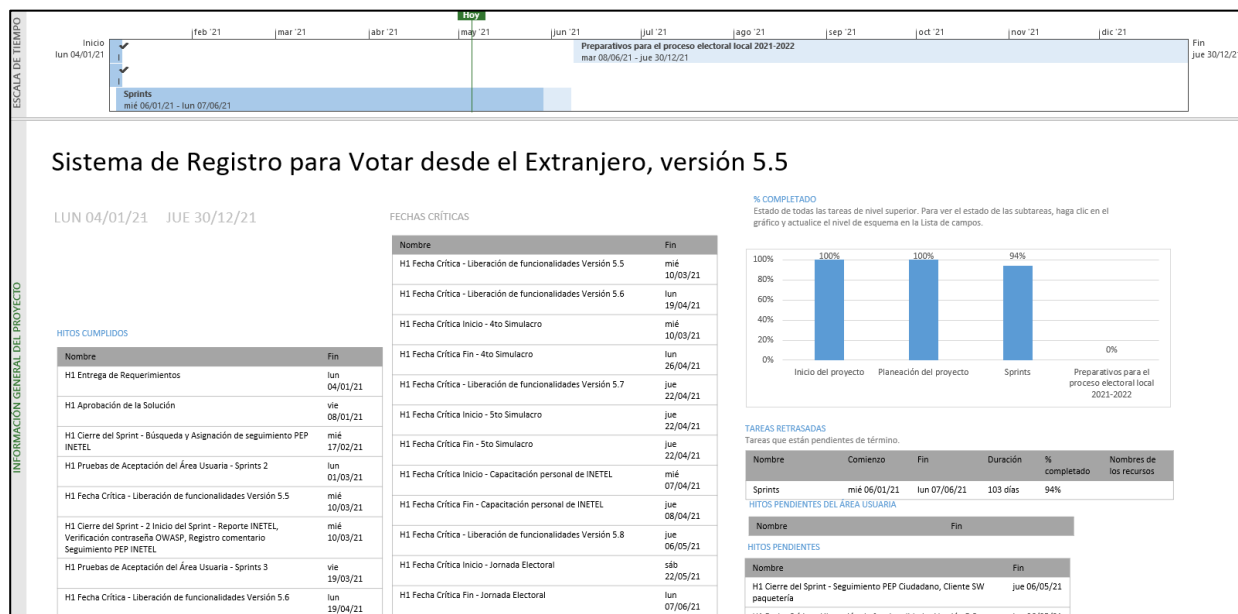 ESCALA DE TIEMPO
Hoy
feb '21 mar '21 abr '21 may '21 jun '21 jul '21 ago '21 sep '21 oct '21 nov '21 dic '21
Inicio
lun 04/01/21
Preparativos para el proceso electoral local 2021-2022
mar 08/06/21 - jue 30/12/21
Fin
jue 30/12/21
Sprints
mié 06/01/21 - lun 07/06/21
INFORMACIÓN GENERAL DEL PROYECTO
Sistema de Registro para Votar desde el Extranjero, versión 5.5
LUN 04/01/21 JUE 30/12/21
HITOS CUMPLIDOS
Nombre Fin
H1 Entrega de Requerimientos lun
04/01/21
H1 Aprobación de la Solución vie
08/01/21
H1 Cierre del Sprint - Búsqueda y Asignación de seguimiento PEP mié
INETEL 17/02/21
H1 Pruebas de Aceptación del Área Usuaria - Sprints 2 lun
01/03/21
H1 Fecha Crítica - Liberación de funcionalidades Versión 5.5 mié
10/03/21
H1 Cierre del Sprint - 2 Inicio del Sprint - Reporte INETEL, mié
Verificación contraseña OWASP, Registro comentario 10/03/21
Seguimiento PEP INETEL
H1 Pruebas de Aceptación del Área Usuaria - Sprints 3 vie
19/03/21
H1 Fecha Crítica - Liberación de funcionalidades Versión 5.6 lun
19/04/21
FECHAS CRÍTICAS
Nombre Fin
H1 Fecha Crítica - Liberación de funcionalidades Versión 5.5 mié
10/03/21
H1 Fecha Crítica - Liberación de funcionalidades Versión 5.6 lun
19/04/21
H1 Fecha Crítica Inicio - 4to Simulacro mié
10/03/21
H1 Fecha Crítica Fin - 4to Simulacro lun
26/04/21
H1 Fecha Crítica - Liberación de funcionalidades Versión 5.7 jue
22/04/21
H1 Fecha Crítica Inicio - 5to Simulacro jue
22/04/21
H1 Fecha Crítica Fin - 5to Simulacro jue
22/04/21
H1 Fecha Crítica Inicio - Capacitación personal de INETEL mié
07/04/21
H1 Fecha Crítica Fin - Capacitación personal de INETEL jue
08/04/21
H1 Fecha Crítica - Liberación de funcionalidades Versión 5.8 jue
06/05/21
H1 Fecha Crítica Inicio - Jornada Electoral sáb
22/05/21
H1 Fecha Crítica Fin - Jornada Electoral lun
07/06/21
% COMPLETADO
Estado de todas las tareas de nivel superior. Para ver el estado de las subtareas, haga clic en el
gráfico y actualice el nivel de esquema en la Lista de campos.
100% 100% 100% 94%
80%
60%
40%
20% 0%
0%
Inicio del proyecto Planeación del proyecto Sprints Preparativos para el
proceso electoral local
2021-2022
TAREAS RETRASADAS
Tareas que están pendientes de término.
Nombre Comienzo Fin Duración % Nombres de
completado los recursos
Sprints mié 06/01/21 lun 07/06/21 103 días 94%
HITOS PENDIENTES DEL ÁREA USUARIA
Nombre Fin
HITOS PENDIENTES
Nombre Fin
H1 Cierre del Sprint - Seguimiento PEP Ciudadano, Cliente SW jue 06/05/21
paquetería